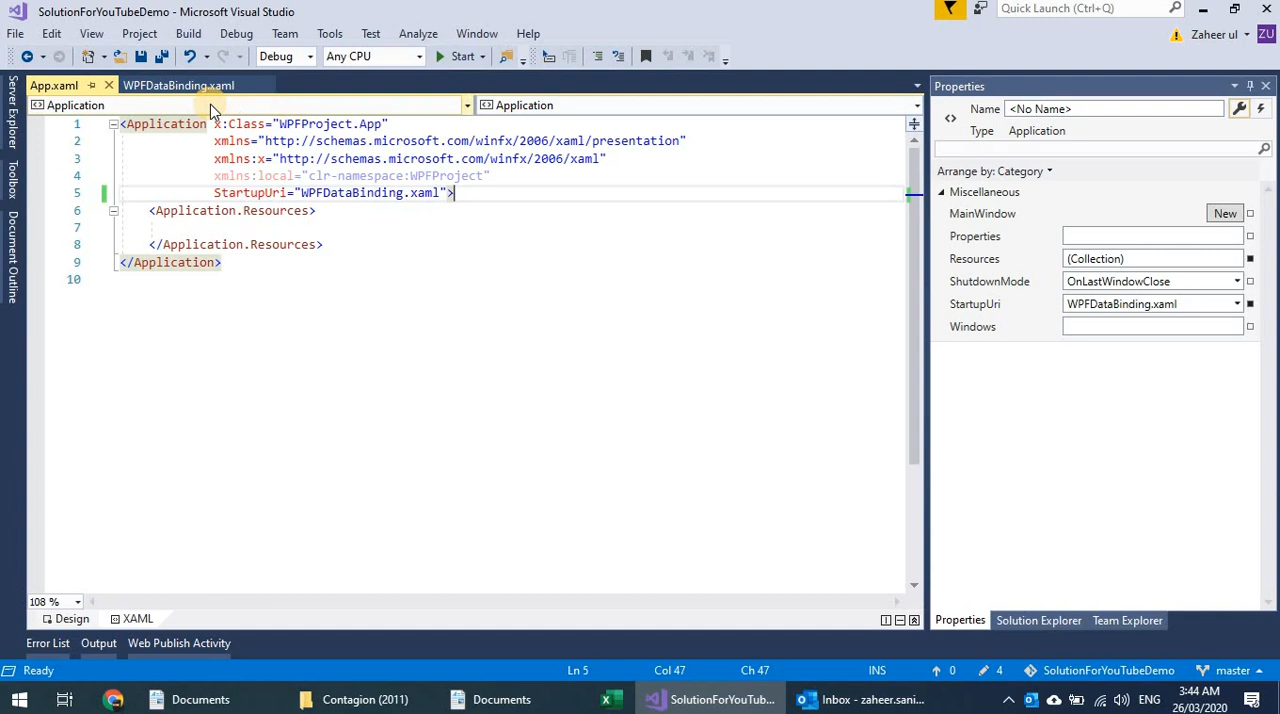 SolutionForYouTubeDemo - Microsoft Visual Studio
Quick Launch (Ctrl+Q)
File Edit View Project Build Debug Team Tools Test Analyze Window Help
Zaheer ul ZU
Debug Any CPU Start
App.xaml WPFDataBinding.xaml
Application Application
1 <Application x:Class="WPFProject.App"
2 xmlns="http://schemas.microsoft.com/winfx/2006/xaml/presentation"
3 xmlns:x="http://schemas.microsoft.com/winfx/2006/xaml"
4 xmlns:local="clr-namespace:WPFProject"
5 StartupUri="WPFDataBinding.xaml">
6 <Application.Resources>
7
8 </Application.Resources>
9 </Application>
10
Server Explorer
Toolbox
Document Outline
Properties
Name <No Name>
Type Application
Arrange by: Category
Miscellaneous
MainWindow New
Properties
Resources (Collection)
ShutdownMode OnLastWindowClose
StartupUri WPFDataBinding.xaml
Windows
108 %
Design XAML
Properties Solution Explorer Team Explorer
Error List Output Web Publish Activity
Ready Ln 5 Col 47 Ch 47 INS 0 4 SolutionForYouTubeDemo master
Documents Contagion (2011) Documents SolutionForYouTub... Inbox - zaheer.sani... ENG
3:44 AM
26/03/2020